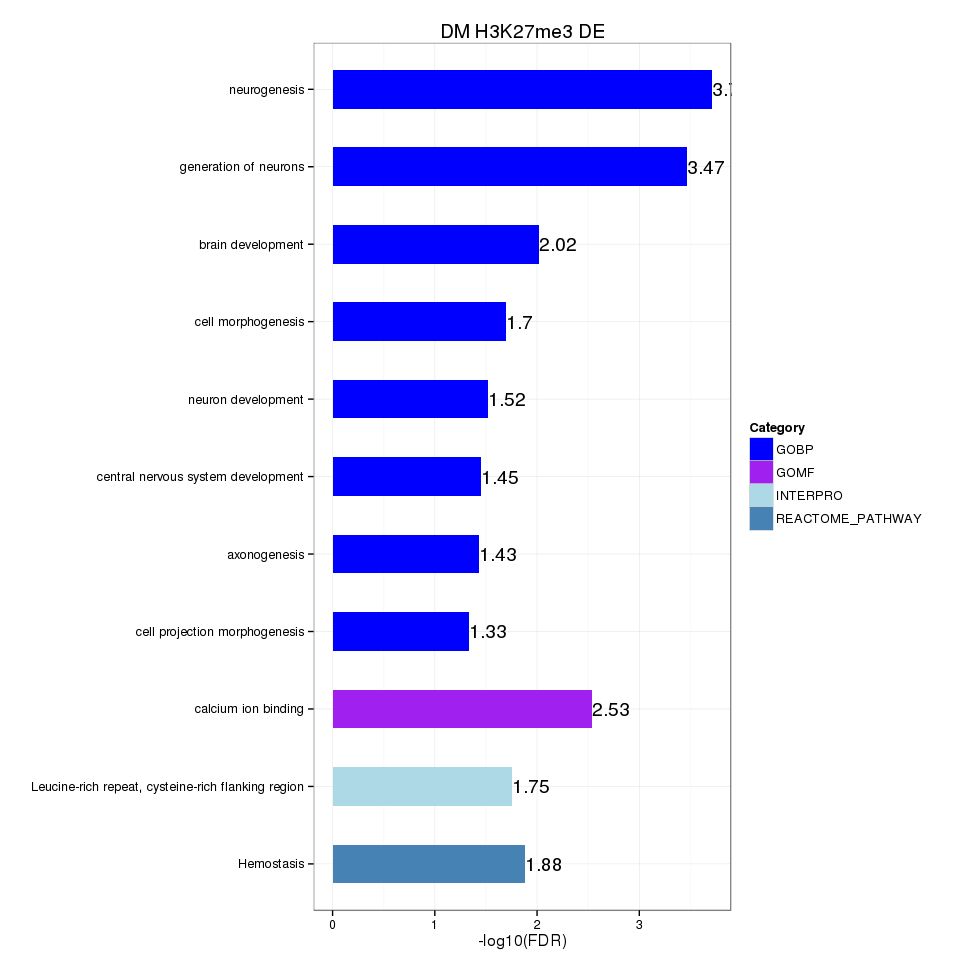 DM H3K27me3 DE
neurogenesis
generation of neurons
3.47
brain development
2.02
cell morphogenesis
1.7
neuron development
1.52
central nervous system development
1.45
axonogenesis
1.43
cell projection morphogenesis
1.33
calcium ion binding
2.53
Leucine-rich repeat, cysteine-rich flanking region
1.75
Hemostasis
1.88
0 1 2 3
-log10(FDR)
Category
GOBP
GOMF
INTERPRO
REACTOME_PATHWAY